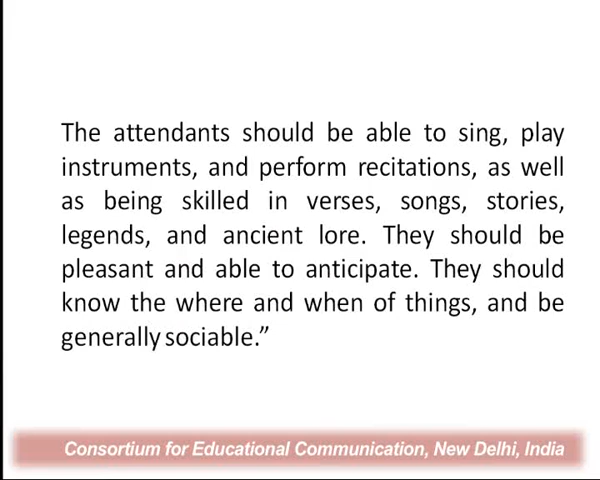 The attendants should be able to sing, play
instruments, and perform recitations, as well
as being skilled in verses, songs, stories,
legends, and ancient lore. They should be
pleasant and able to anticipate. They should
know the where and when of things, and be
generally sociable.”
Consortium for Educational Communication, New Delhi, India